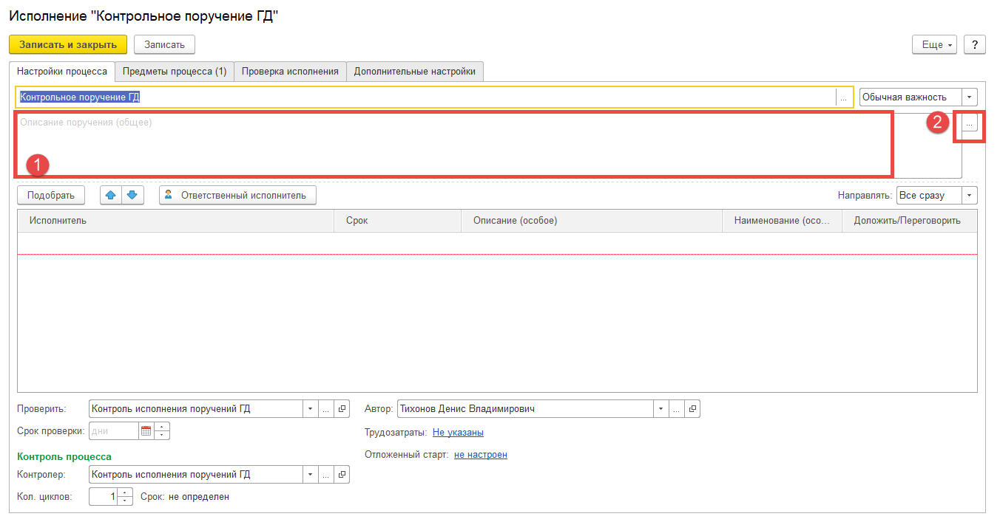 Исполнение "Контрольное поручение ГД"
Записать и закрыть Записать Еще ?
Настройки процесса Предметы процесса (1) Проверка исполнения Дополнительные настройки
Контрольное поручение ГД ... Обычная важность
Описание поручения (общее) 2 ...
1
Подобрать Ответственный исполнитель Направлять: Все сразу
Исполнитель Срок Описание (особое) Наименование (осо... Доложить/Переговорить
Проверить: Контроль исполнения поручений ГД ... Автор: Тихонов Денис Владимирович ...
Срок проверки: дни Трудозатраты: Не указаны
Контроль процесса Отложенный старт: не настроен
Контролер: Контроль исполнения поручений ГД ...
Кол. циклов: 1 Срок: не определен